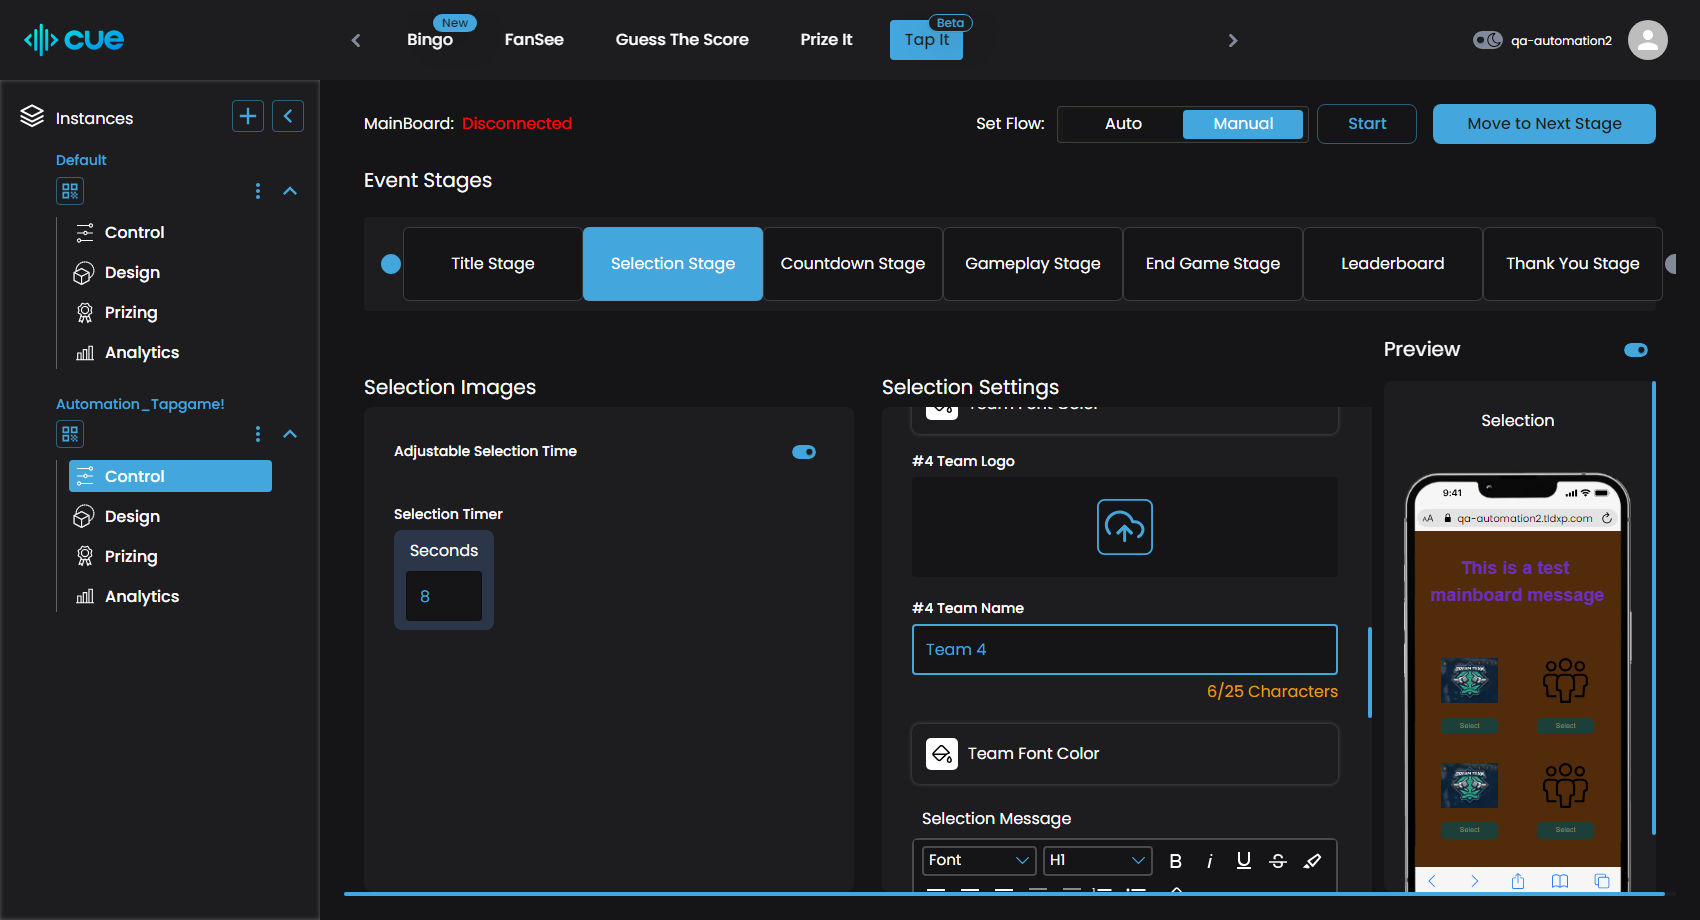 cue
New
Bingo
FanSee
Guess The Score
Prize It
Beta
Tap It
qa-automation2
Instances
Default
Control
Design
Prizing
Analytics
Automation_Tapgame!
Control
Design
Prizing
Analytics
MainBoard: Disconnected
Set Flow:
Auto
Manual
Start
Move to Next Stage
Event Stages
Title Stage
Selection Stage
Countdown Stage
Gameplay Stage
End Game Stage
Leaderboard
Thank You Stage
Selection Images
Adjustable Selection Time
Selection Timer
Seconds
8
Selection Settings
Team Font Color
#4 Team Logo
#4 Team Name
Team 4
6/25 Characters
Team Font Color
Selection Message
Font
H1
B
i
U
S
Preview
Selection
9:41
AA
qa-automation2.tldxp.com
This is a test
mainboard message
Select
Select
Select
Select